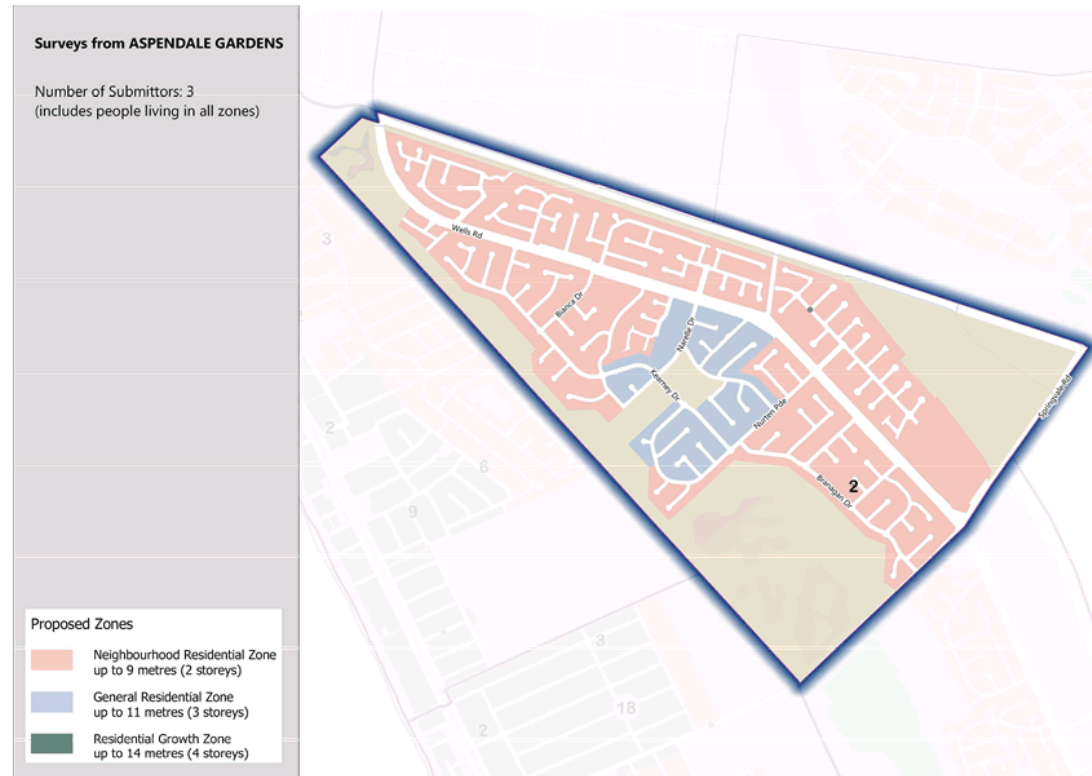 Surveys from ASPENDALE GARDENS
Number of Submittors: 3
(includes people living in all zones)
Wells Rd
Bianca Dr
Narelle Dr
Kearney Dr
Nurten Pde
Branagan Dr
Springvale Rd
2
3
2
2
6
9
3
18
2
Proposed Zones
Neighbourhood Residential Zone
up to 9 metres (2 storeys)
General Residential Zone
up to 11 metres (3 storeys)
Residential Growth Zone
up to 14 metres (4 storeys)